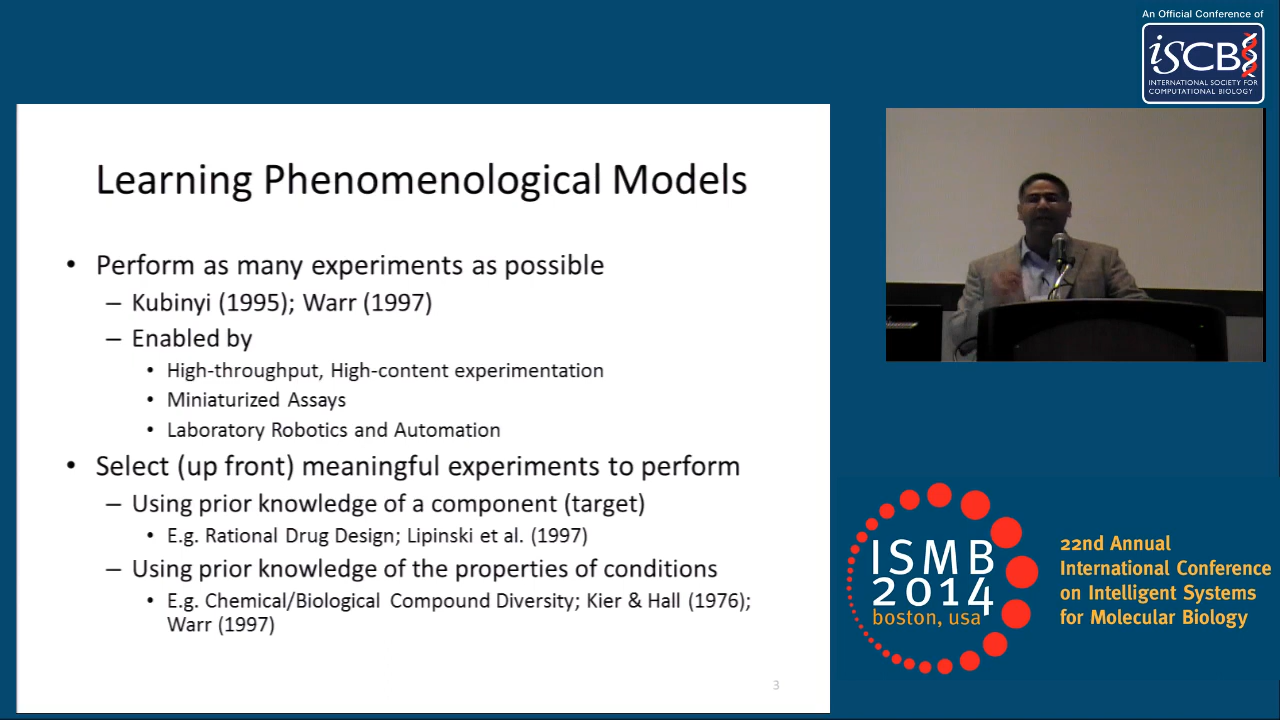 An Official Conference of
iSCB
INTERNATIONAL SOCIETY FOR
COMPUTATIONAL BIOLOGY
Learning Phenomenological Models
• Perform as many experiments as possible
– Kubinyi (1995); Warr (1997)
– Enabled by
• High-throughput, High-content experimentation
• Miniaturized Assays
• Laboratory Robotics and Automation
• Select (up front) meaningful experiments to perform
– Using prior knowledge of a component (target)
• E.g. Rational Drug Design; Lipinski et al. (1997)
– Using prior knowledge of the properties of conditions
• E.g. Chemical/Biological Compound Diversity; Kier & Hall (1976);
Warr (1997)
3
ISMB
2014
boston, usa
22nd Annual
International Conference
on Intelligent Systems
for Molecular Biology